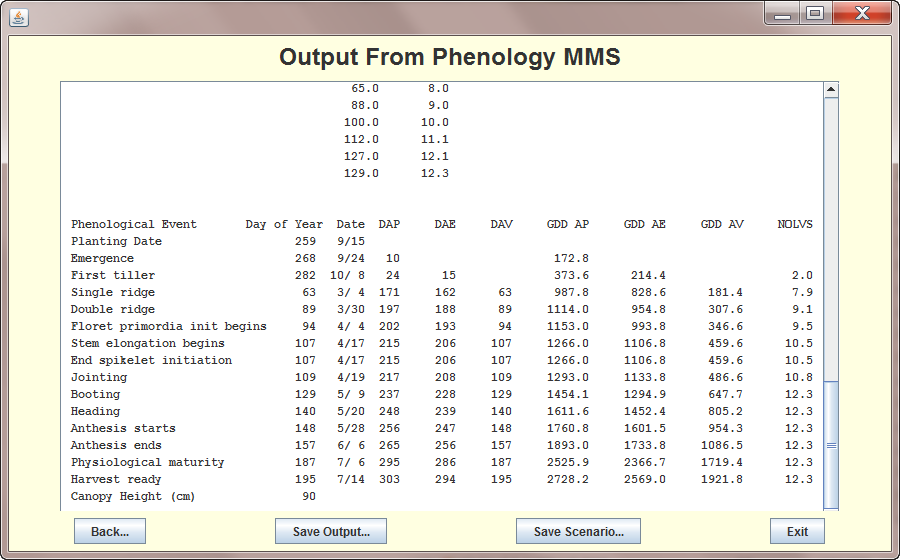 Output From Phenology MMS
65.0 8.0
88.0 9.0
100.0 10.0
112.0 11.1
127.0 12.1
129.0 12.3
Phenological Event Day of Year Date DAP DAE DAV GDD AP GDD AE GDD AV NOLVS
Planting Date 259 9/15
Emergence 268 9/24 10 172.8
First tiller 282 10/ 8 24 15 373.6 214.4 2.0
Single ridge 63 3/ 4 171 162 63 987.8 828.6 181.4 7.9
Double ridge 89 3/30 197 188 89 1114.0 954.8 307.6 9.1
Floret primordia init begins 94 4/ 4 202 193 94 1153.0 993.8 346.6 9.5
Stem elongation begins 107 4/17 215 206 107 1266.0 1106.8 459.6 10.5
End spikelet initiation 107 4/17 215 206 107 1266.0 1106.8 459.6 10.5
Jointing 109 4/19 217 208 109 1293.0 1133.8 486.6 10.8
Booting 129 5/ 9 237 228 129 1454.1 1294.9 647.7 12.3
Heading 140 5/20 248 239 140 1611.6 1452.4 805.2 12.3
Anthesis starts 148 5/28 256 247 148 1760.8 1601.5 954.3 12.3
Anthesis ends 157 6/ 6 265 256 157 1893.0 1733.8 1086.5 12.3
Physiological maturity 187 7/ 6 295 286 187 2525.9 2366.7 1719.4 12.3
Harvest ready 195 7/14 303 294 195 2728.2 2569.0 1921.8 12.3
Canopy Height (cm) 90
Back... Save Output... Save Scenario... Exit